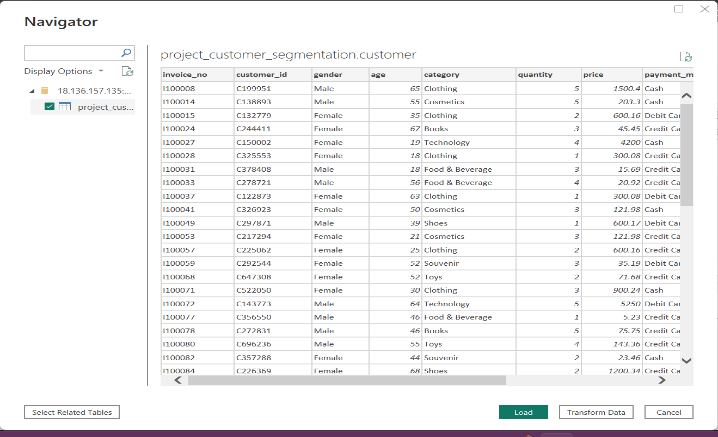 Navigator
Display Options
18.136.157.135:...
project_cus...
project_customer_segmentation.customer
invoice_no customer_id gender age category quantity price payment_m
I100008 C199951 Male 65 Clothing 5 1500.4 Cash
I100014 C138893 Male 55 Cosmetics 5 203.3 Cash
I100015 C132779 Female 35 Clothing 2 600.16 Debit Car
I100024 C244411 Female 67 Books 3 45.45 Credit Ca
I100027 C150002 Female 19 Technology 4 4200 Cash
I100028 C325553 Female 18 Clothing 1 300.08 Credit Ca
I100031 C378408 Male 18 Food & Beverage 3 15.69 Credit Ca
I100033 C278721 Male 56 Food & Beverage 4 20.92 Credit Ca
I100037 C122873 Female 63 Clothing 1 300.08 Debit Car
I100041 C326923 Female 50 Cosmetics 3 121.98 Cash
I100049 C297871 Male 39 Shoes 1 600.17 Debit Car
I100053 C217294 Female 21 Cosmetics 3 121.98 Credit Ca
I100057 C225062 Female 25 Clothing 2 600.16 Credit Ca
I100059 C292544 Female 52 Souvenir 3 35.19 Debit Car
I100068 C647308 Female 52 Toys 2 71.68 Credit Ca
I100071 C522050 Female 30 Clothing 3 900.24 Cash
I100072 C143773 Male 64 Technology 5 5250 Debit Car
I100077 C356550 Male 46 Food & Beverage 1 5.23 Credit Ca
I100078 C272831 Male 46 Books 5 75.75 Credit Ca
I100080 C696236 Male 55 Toys 4 143.36 Credit Ca
I100082 C357288 Female 44 Souvenir 2 23.46 Cash
I100084 C226369 Female 68 Shoes 2 1200.34 Credit Ca
Select Related Tables Load Transform Data Cancel